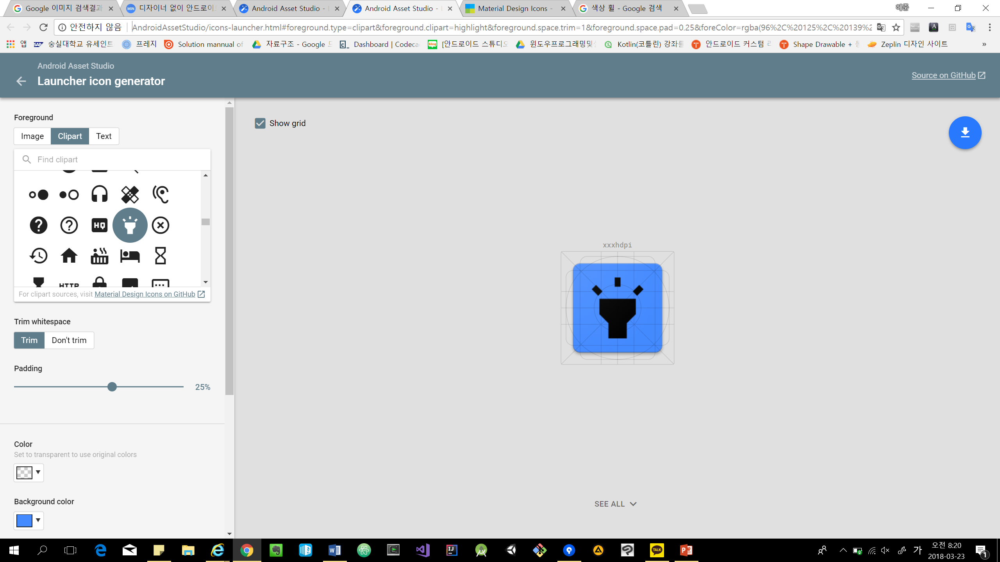 Google 이미지 검색결과
디자이너 없이 안드로이드
Android Asset Studio -
Android Asset Studio -
Material Design Icons -
색상 휠 - Google 검색
혜준
안전하지 않음
AndroidAssetStudio/icons-launcher.html#foreground.type=clipart&foreground.clipart=highlight&foreground.space.trim=1&foreground.space.pad=0.25&foreColor=rgba(96%2C%20125%2C%20139%2
앱
숭실대학교 유세인트
프레지
Solution mannual of
자료구조 - Google
Dashboard | Codeca
[안드로이드 스튜디오
윈도우프로그래밍및
Kotlin(코틀린) 강좌를
안드로이드 커스텀
Shape Drawable +
Zeplin 디자인 사이트
»
Android Asset Studio
Launcher icon generator
Source on GitHub
Foreground
Image
Clipart
Text
Find clipart
HQ
HTTP
For clipart sources, visit Material Design Icons on GitHub
Trim whitespace
Trim
Don't trim
Padding
25%
Color
Set to transparent to use original colors
Background color
Show grid
xxxhdpi
SEE ALL
가
오전 8:20
2018-03-23
1